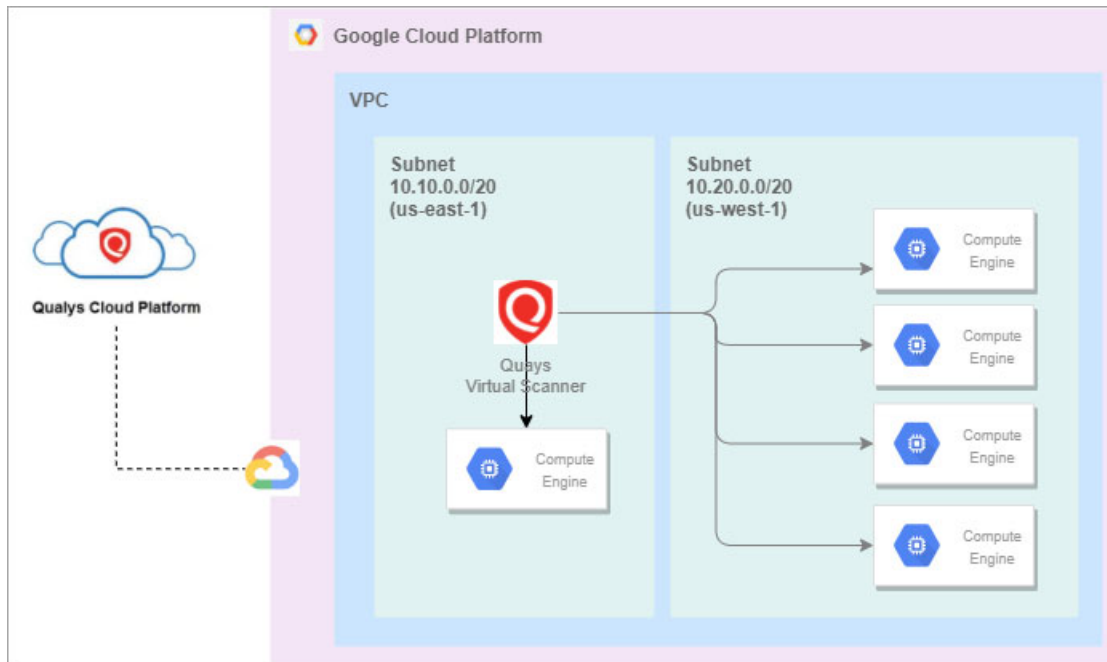 Google Cloud Platform
VPC
Subnet
10.10.0.0/20
(us-east-1)
Subnet
10.20.0.0/20
(us-west-1)
Qualys Cloud Platform
Quays
Virtual Scanner
Compute
Engine
Compute
Engine
Compute
Engine
Compute
Engine
Compute
Engine